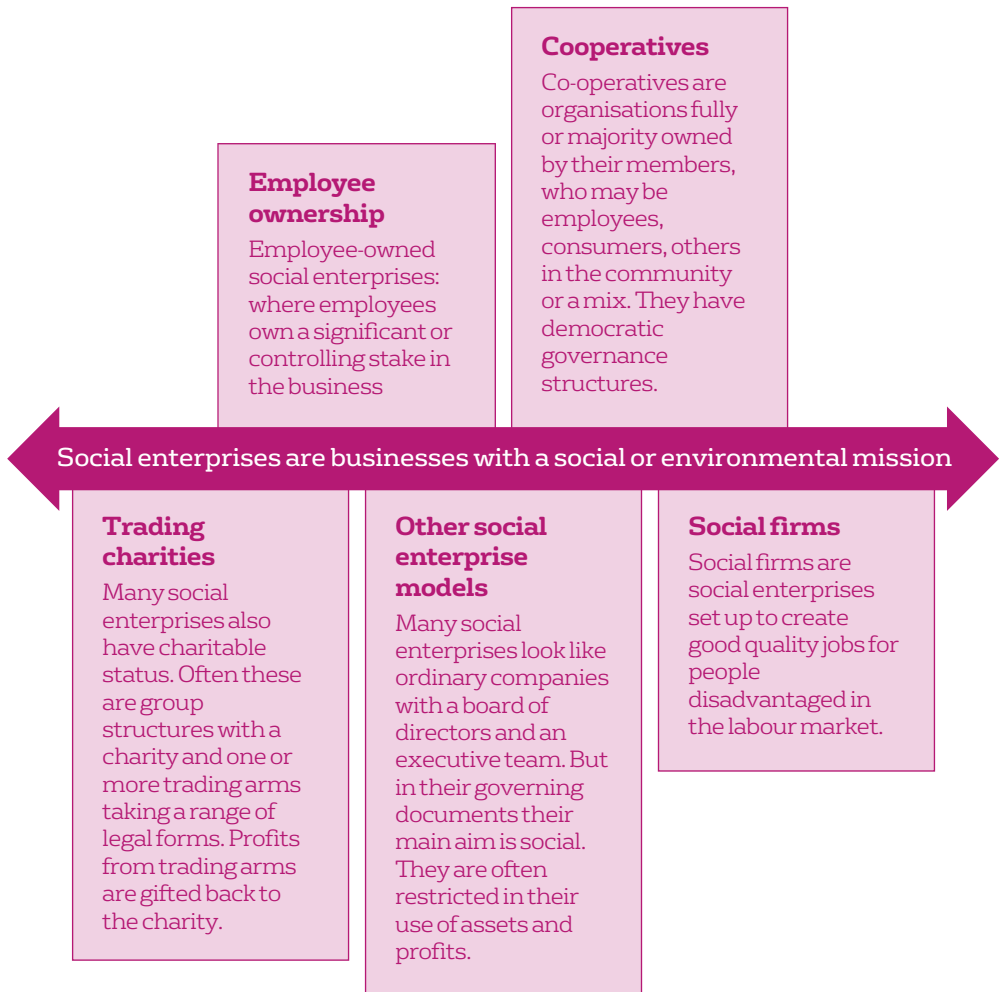 Cooperatives
Co-operatives are
organisations fully
or majority owned
by their members,
who may be
employees,
consumers, others
in the community
or a mix. They have
democratic
governance
structures.
Employee
ownership
Employee-owned
social enterprises:
where employees
own a significant or
controlling stake in
the business
Social enterprises are businesses with a social or environmental mission
Trading
charities
Many social
enterprises also
have charitable
status. Often these
are group
structures with a
charity and one or
more trading arms
taking a range of
legal forms. Profits
from trading arms
are gifted back to
the charity.
Other social
enterprise
models
Many social
enterprises look like
ordinary companies
with a board of
directors and an
executive team. But
in their governing
documents their
main aim is social.
They are often
restricted in their
use of assets and
profits.
Social firms
Social firms are
social enterprises
set up to create
good quality jobs for
people
disadvantaged in
the labour market.